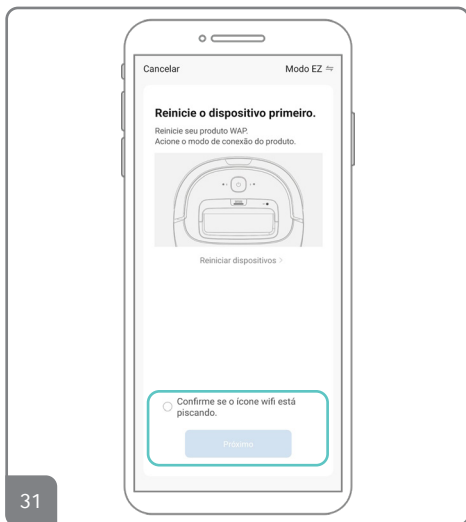 Cancelar
Modo EZ
Reinicie o dispositivo primeiro.
Reinicie seu produto WAP.
Acione o modo de conexão do produto.
Reiniciar dispositivos >
Confirme se o ícone wifi está
piscando.
Próximo
31